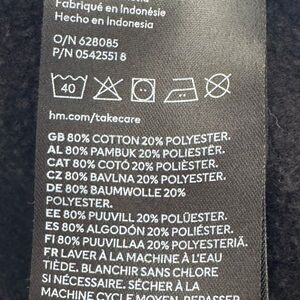 Fabriqué en Indonésie
Hecho en Indonesia
O/N 628085
P/N 0542551 8
40
hm.com/takecare
GB 80% COTTON 20% POLYESTER.
AL 80% PAMBUK 20% POLIESTËR.
CAT 80% COTÓ 20% POLIÈSTER.
CZ 80% BAVLNA 20% POLYESTER.
DE 80% BAUMWOLLE 20%
POLYESTER.
EE 80% PUUVILL 20% POLÜESTER.
ES 80% ALGODÓN 20% POLIÉSTER.
FI 80% PUUVILLAA 20% POLYESTERIÄ.
FR LAVER À LA MACHINE À L'EAU
TIÈDE. BLANCHIR SANS CHLORE
SI NÉCESSAIRE. SÉCHER À LA
MACHINE CYCLE MOYEN. REPASSER